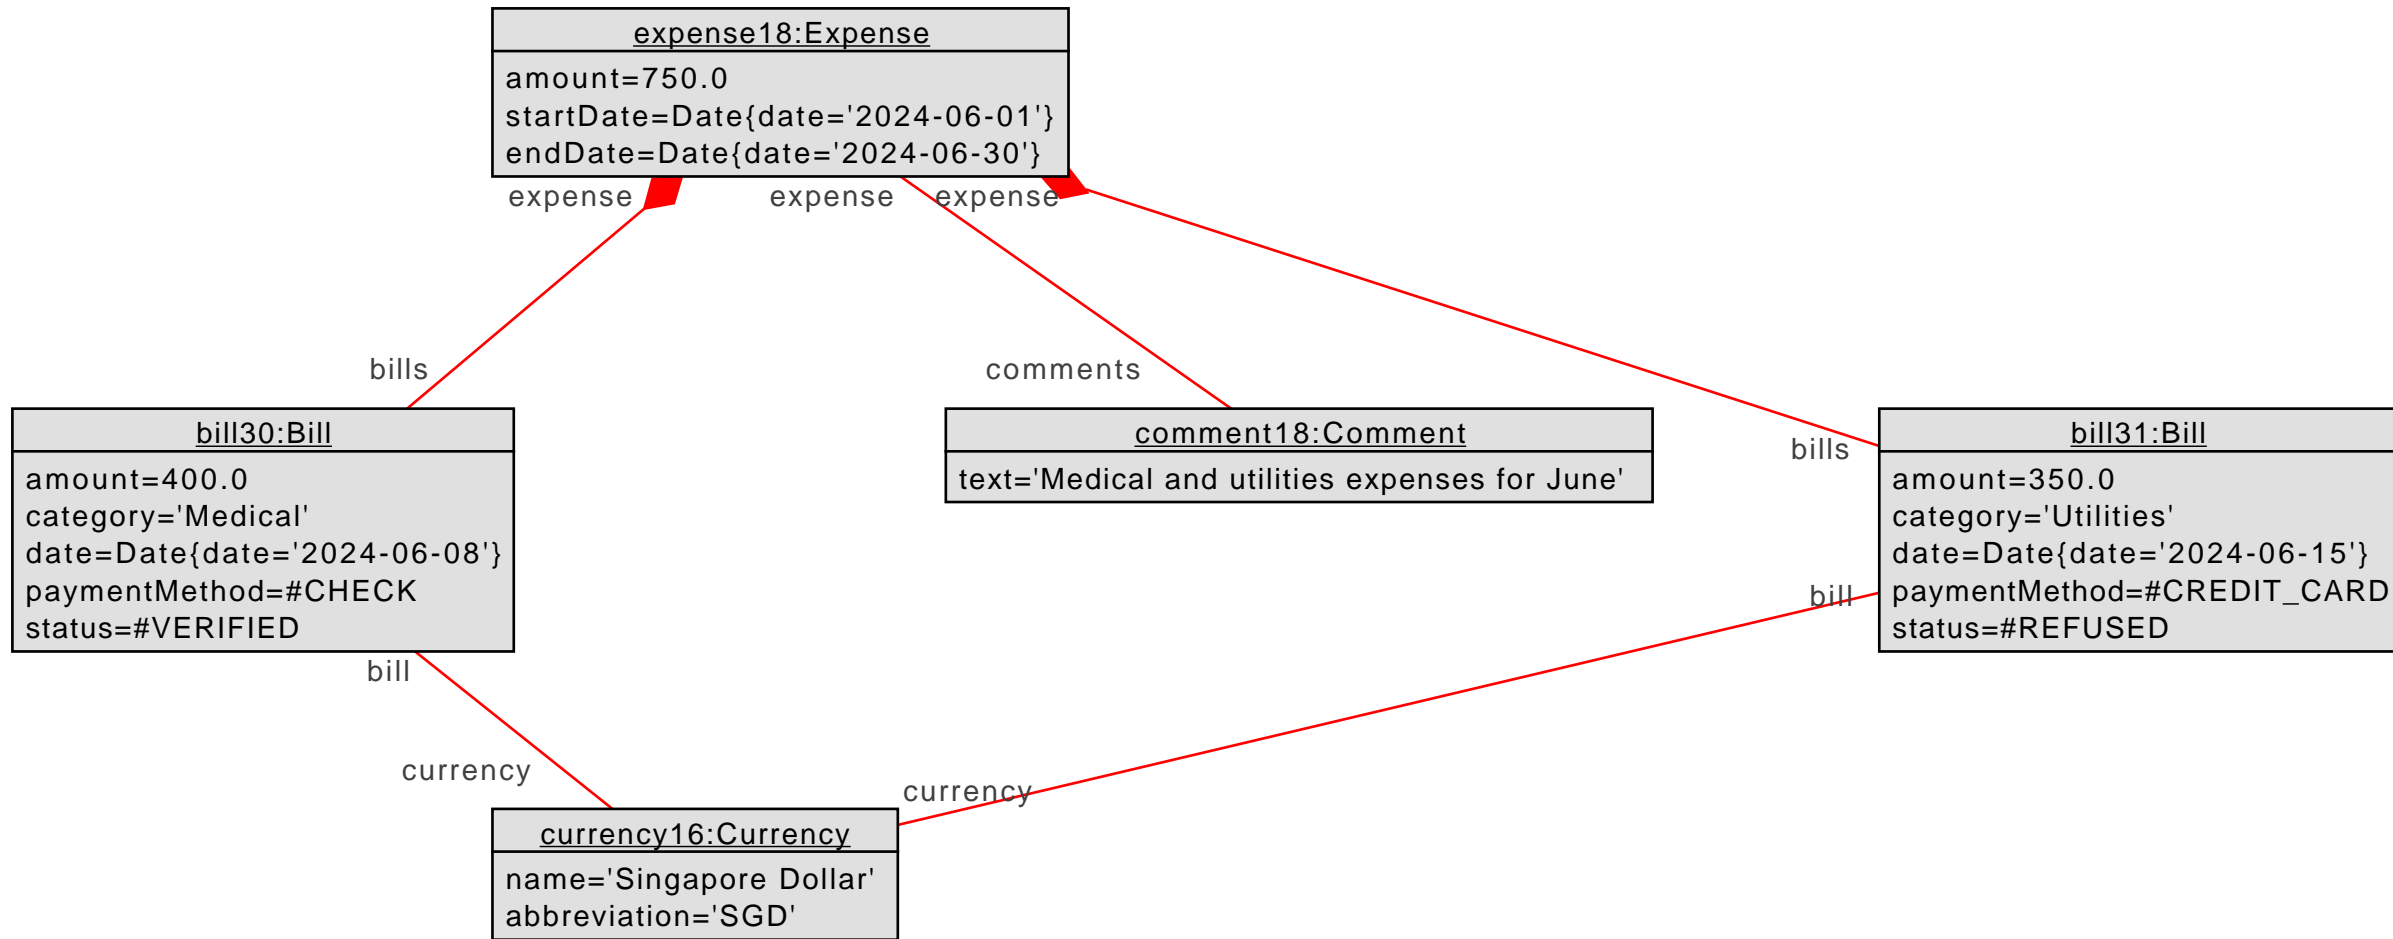 expense18:Expense
amount=750.0
startDate=Date{date='2024-06-01'}
endDate=Date{date='2024-06-30'}
expense
expense
expense
bills
comments
bills
bill30:Bill
amount=400.0
category='Medical'
date=Date{date='2024-06-08'}
paymentMethod=#CHECK
status=#VERIFIED
comment18:Comment
text='Medical and utilities expenses for June'
bill31:Bill
amount=350.0
category='Utilities'
date=Date{date='2024-06-15'}
paymentMethod=#CREDIT_CARD
status=#REFUSED
bill
bill
currency
currency
currency16:Currency
name='Singapore Dollar'
abbreviation='SGD'